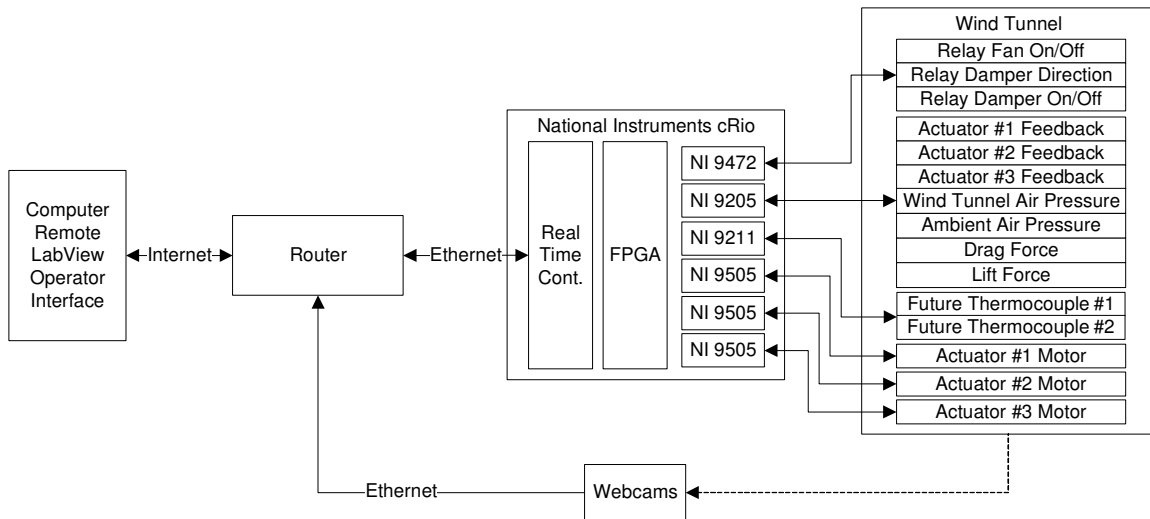 Wind Tunnel
Relay Fan On/Off
Relay Damper Direction
Relay Damper On/Off
Actuator #1 Feedback
Actuator #2 Feedback
Actuator #3 Feedback
Wind Tunnel Air Pressure
Ambient Air Pressure
Drag Force
Lift Force
Future Thermocouple #1
Future Thermocouple #2
Actuator #1 Motor
Actuator #2 Motor
Actuator #3 Motor
National Instruments cRio
Real
Time
Cont.
FPGA
NI 9472
NI 9205
NI 9211
NI 9505
NI 9505
NI 9505
Computer
Remote
LabView
Operator
Interface
Internet
Router
Ethernet
Ethernet
Webcams